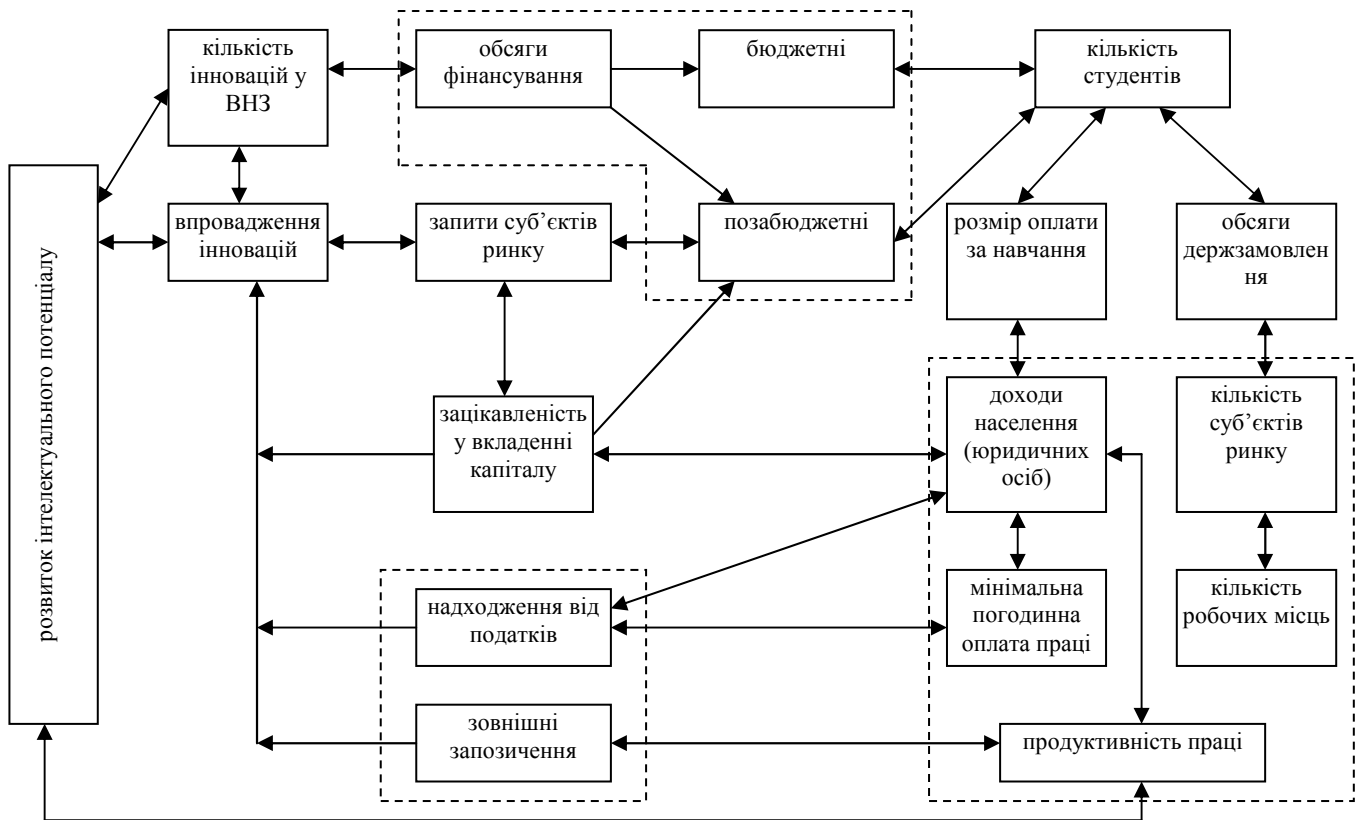 кількість
інновацій у
ВНЗ
обсяги
фінансування
бюджетні
кількість
студентів
розвиток інтелектуального потенціалу
впровадження
інновацій
запити суб’єктів
ринку
позабюджетні
розмір оплати
за навчання
обсяги
держзамовлен
ня
зацікавленість
у вкладенні
капіталу
доходи
населення
(юридичних
осіб)
кількість
суб’єктів
ринку
надходження від
податків
мінімальна
погодинна
оплата праці
кількість
робочих місць
зовнішні
запозичення
продуктивність праці